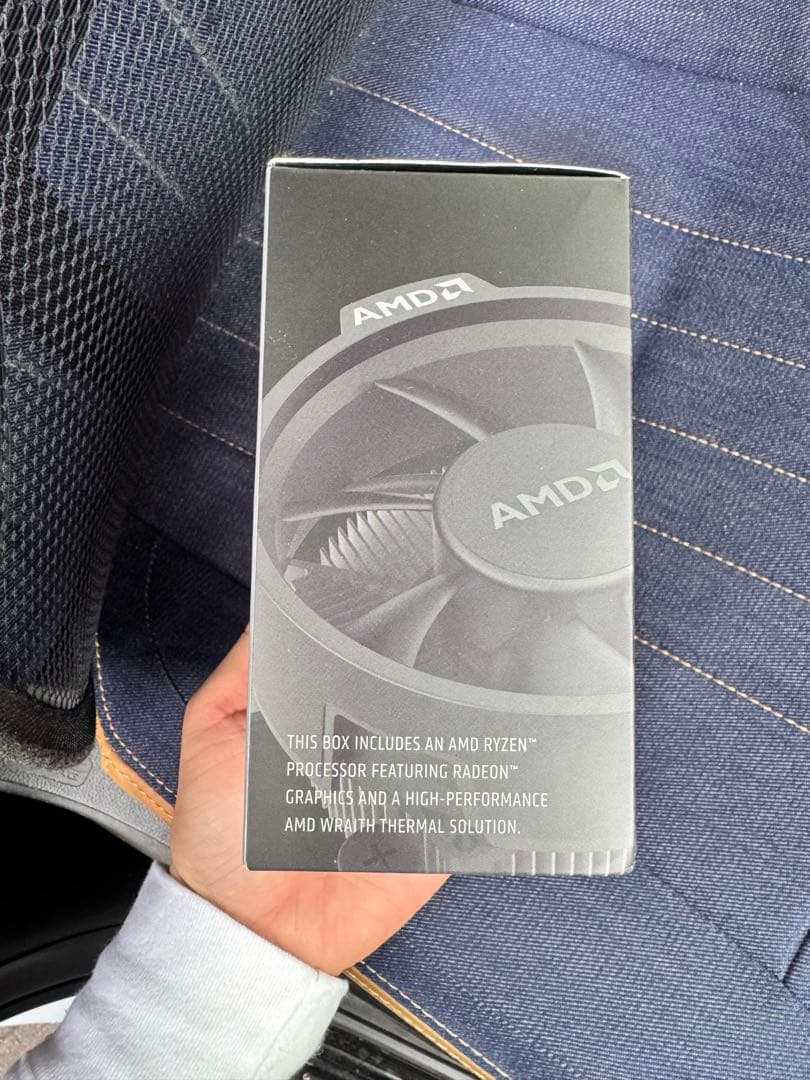 AMD
AMD
THIS BOX INCLUDES AN AMD RYZEN™
PROCESSOR FEATURING RADEON™
GRAPHICS AND A HIGH-PERFORMANCE
AMD WRAITH THERMAL SOLUTION.